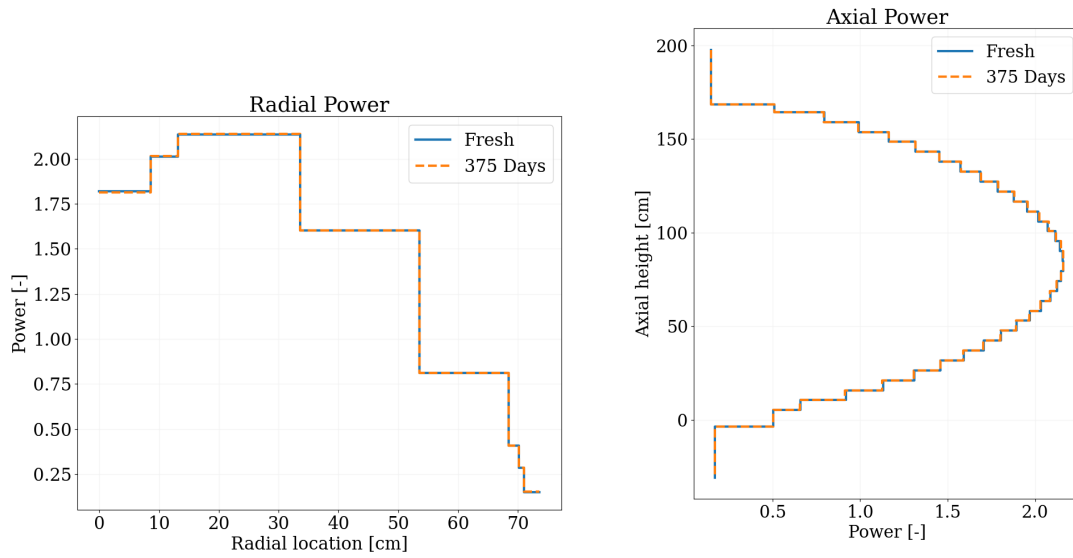 Radial Power
Power [-]
2.00
1.75
1.50
1.25
1.00
0.75
0.50
0.25
Fresh
375 Days
0 10 20 30 40 50 60 70
Radial location [cm]
Axial Power
Axial height [cm]
200
150
100
50
0
Fresh
375 Days
0.5 1.0 1.5 2.0
Power [-]